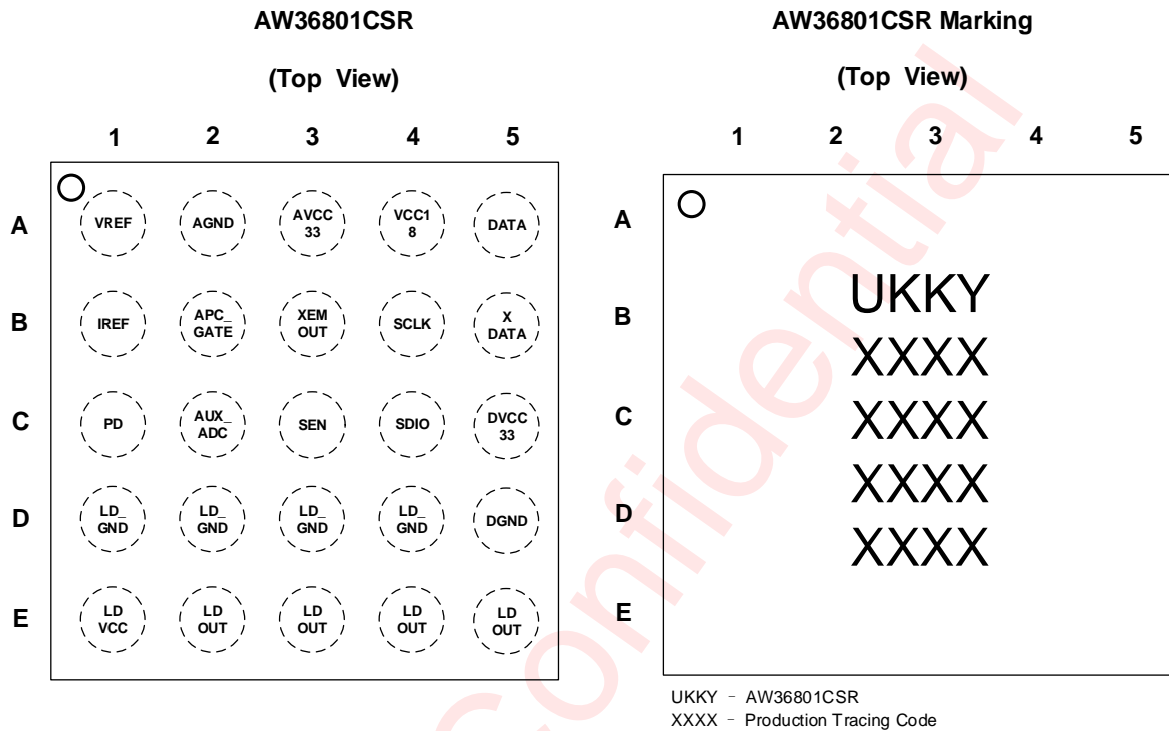 AW36801CSR
(Top View)
1 2 3 4 5
A
VREF
AGND
AVCC
33
VCC1
8
DATA
B
IREF
APC_
GATE
XEM
OUT
SCLK
X
DATA
C
PD
AUX_
ADC
SEN
SDIO
DVCC
33
D
LD_
GND
LD_
GND
LD_
GND
LD_
GND
DGND
E
LD
VCC
LD
OUT
LD
OUT
LD
OUT
LD
OUT
AW36801CSR Marking
(Top View)
1 2 3 4 5
A
B
C
D
E
UKKY
XXXX
XXXX
XXXX
XXXX
UKKY - AW36801CSR
XXXX - Production Tracing Code
Confidential